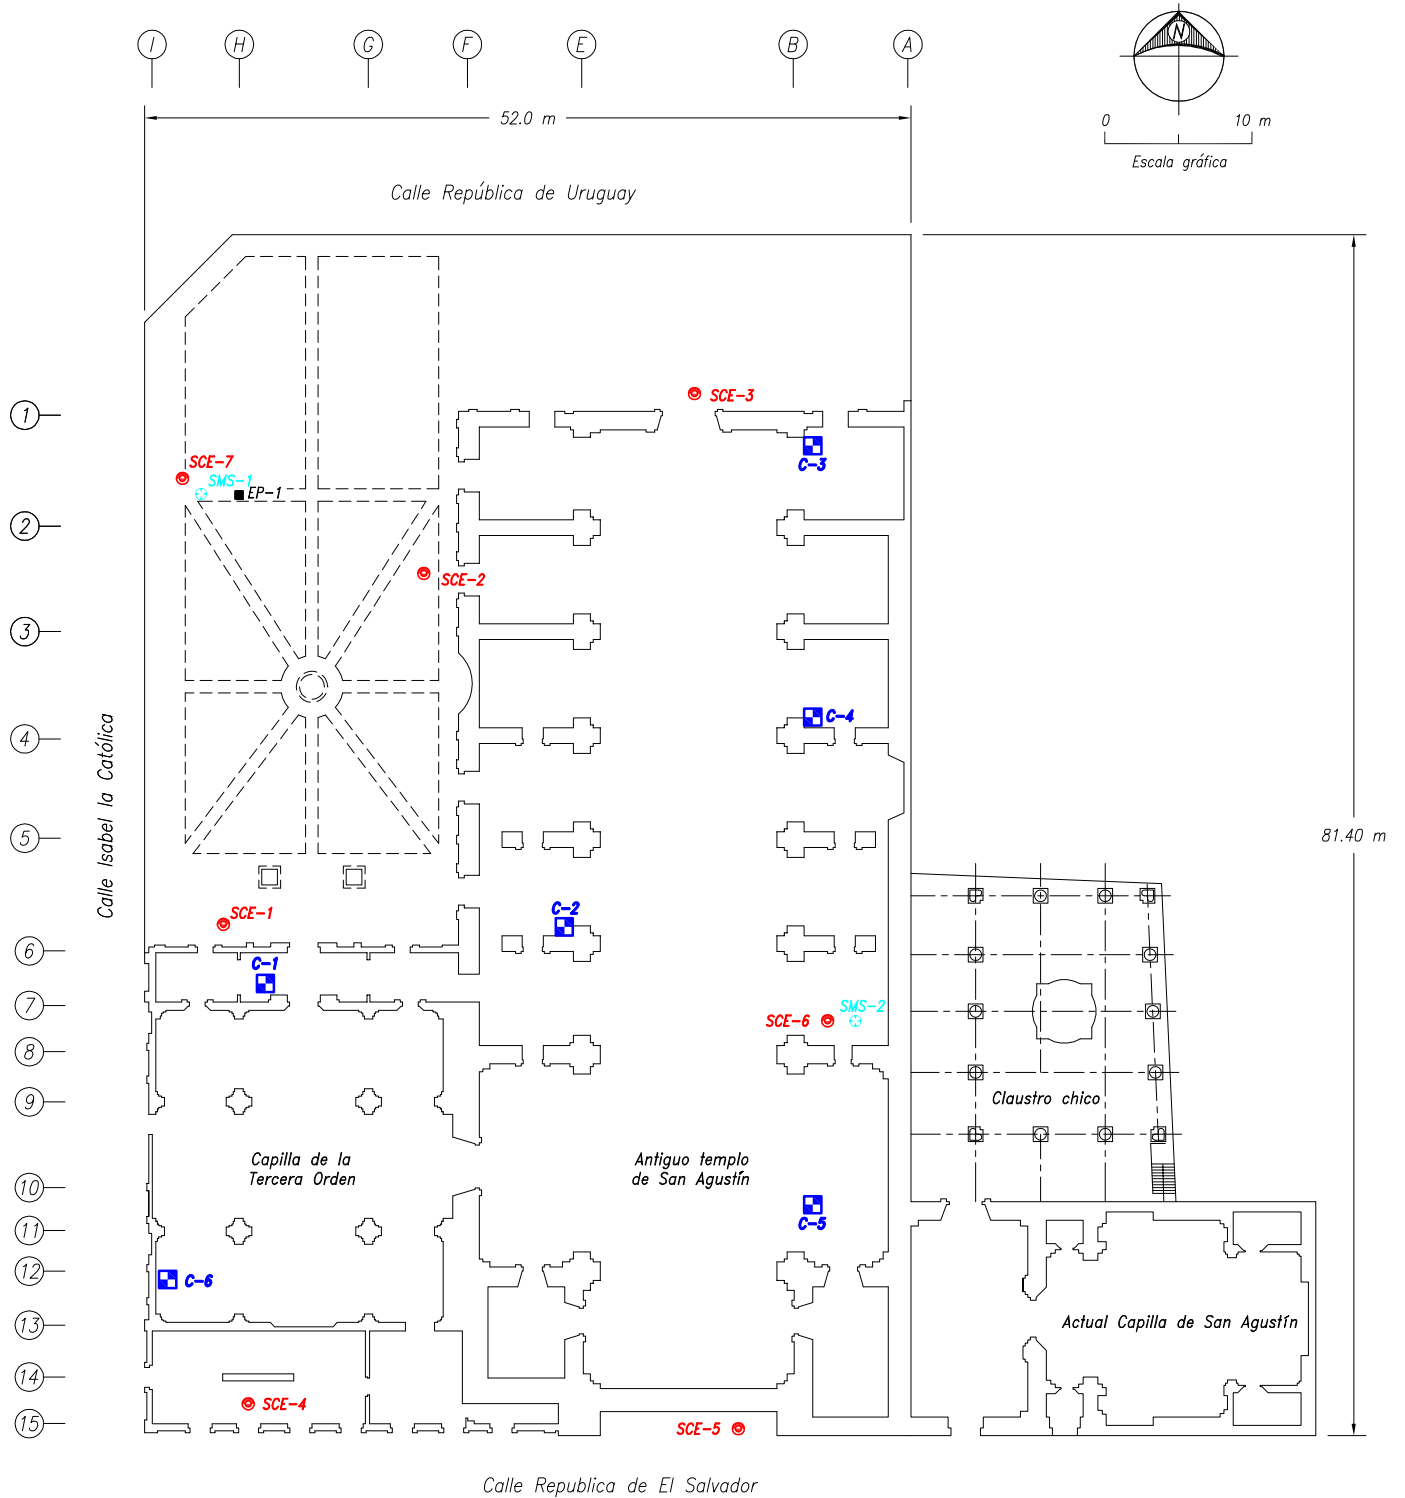 I H G F E B A
N
52.0 m
0 10 m
Escala gráfica
Calle República de Uruguay
1
SCE-3
C-3
SCE-7
SMS-1
EP-1
2
SCE-2
3
C-4
4
Calle Isabel la Católica
5
81.40 m
C-2
SCE-1
6
C-1
7
SMS-2
SCE-6
8
9
Claustro chico
Capilla de la
Tercera Orden
Antiguo templo
de San Agustín
10
C-5
11
12
C-6
13
Actual Capilla de San Agustín
14
SCE-4
15
SCE-5
Calle Republica de El Salvador